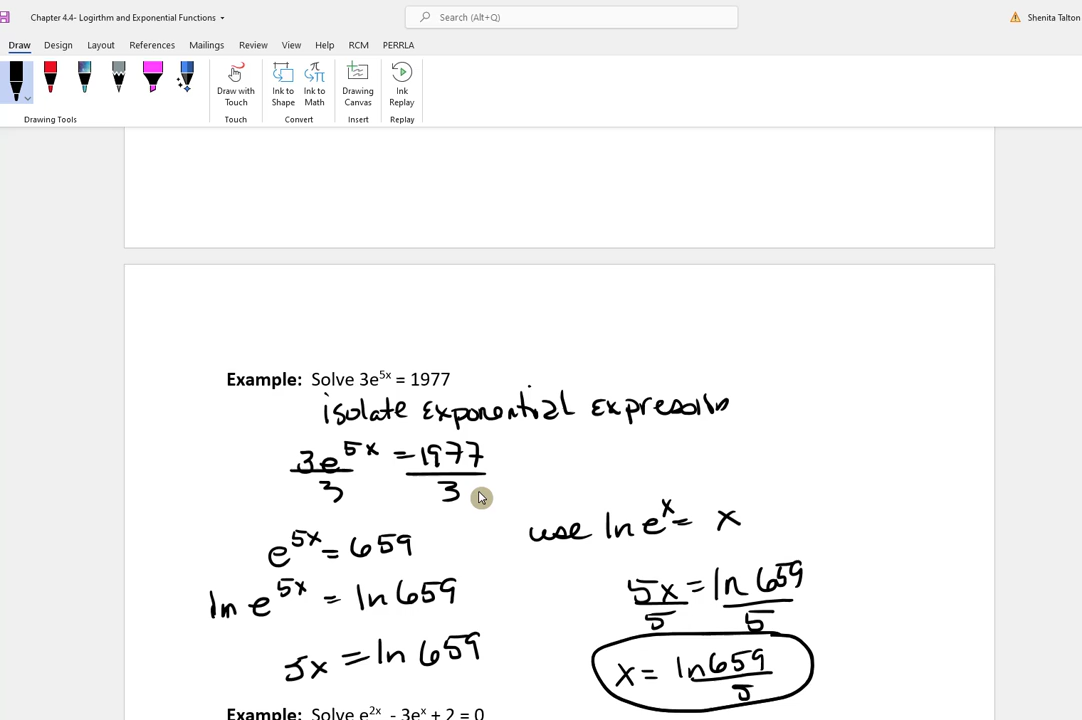 Chapter 4.4- Logirthm and Exponential Functions
Search (Alt+Q)
Shenita Talton
Draw Design Layout References Mailings Review View Help RCM PERRLA
Draw with Touch
Ink to Shape
Ink to Math
Drawing Canvas
Ink Replay
Drawing Tools Touch Convert Insert Replay
Example: Solve 3e^5x = 1977
isolate exponential expression
3e^5x/3 = 1977/3
e^5x = 659
ln e^5x = ln 659
5x = ln 659
use ln e^x = x
5x/5 = ln 659/5
x = ln 659/5
Example: Solve e^2x - 3e^x + 2 = 0